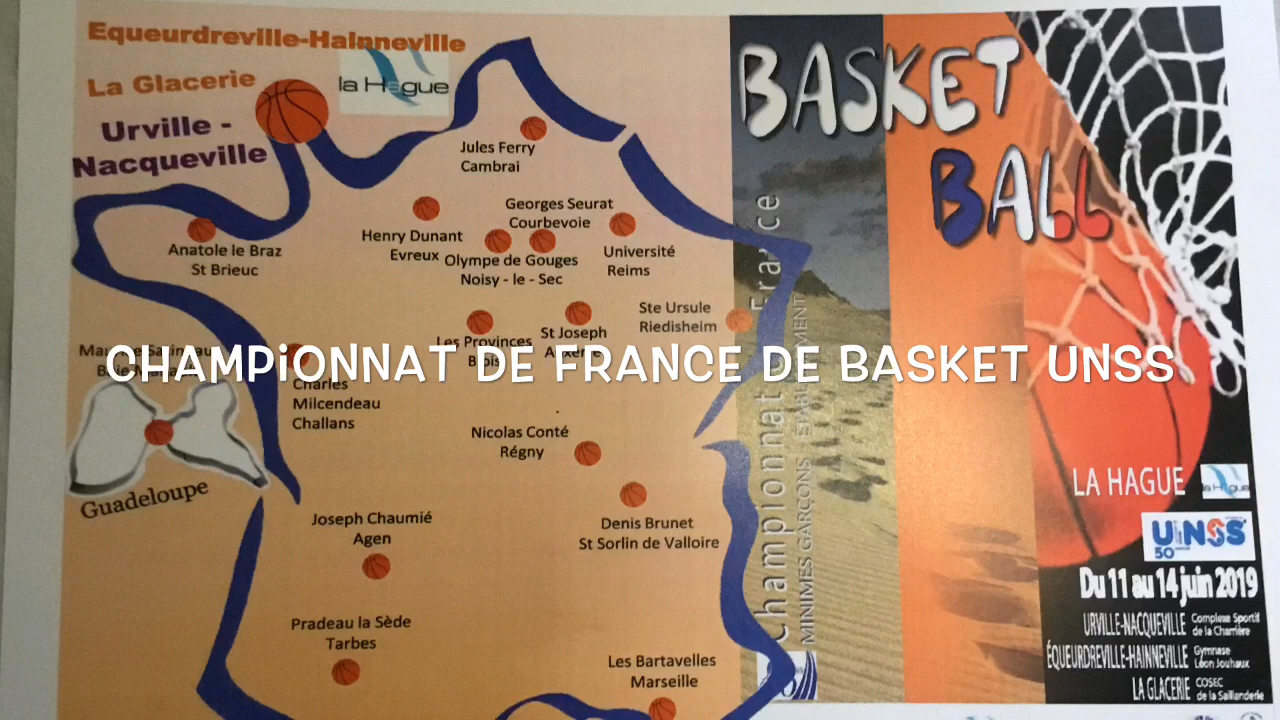 Equeurdreville-Hainneville
La Glacerie
Urville -
Nacqueville
la Hague
Jules Ferry
Cambrai
Georges Seurat
Courbevoie
Henry Dunant
Evreux
Olympe de Gouges
Noisy - le - Sec
Université
Reims
Anatole le Braz
St Brieuc
Ste Ursule
Riedisheim
Les Provinces
St Joseph
CHAMPiONNAT DE FRANCE DE BASKET UNSS
Charles
Milcendeau
Challans
Guadeloupe
Nicolas Conté
Régny
Joseph Chaumié
Agen
Denis Brunet
St Sorlin de Valloire
Pradeau la Sède
Tarbes
Les Bartavelles
Marseille
BASKET
BALL
Championnat France
MINIMES GARÇONS - ÉTABLISSEMENT
LA HAGUE
la Hague
UNSS
50
Du 11 au 14 juin 2019
URVILLE-NACQUEVILLE Complexe Sportif
de la Charrière
ÉQUEURDREVILLE-HAINNEVILLE Gymnase
Léon Jouhaux
LA GLACERIE COSEC
de la Saillanderie